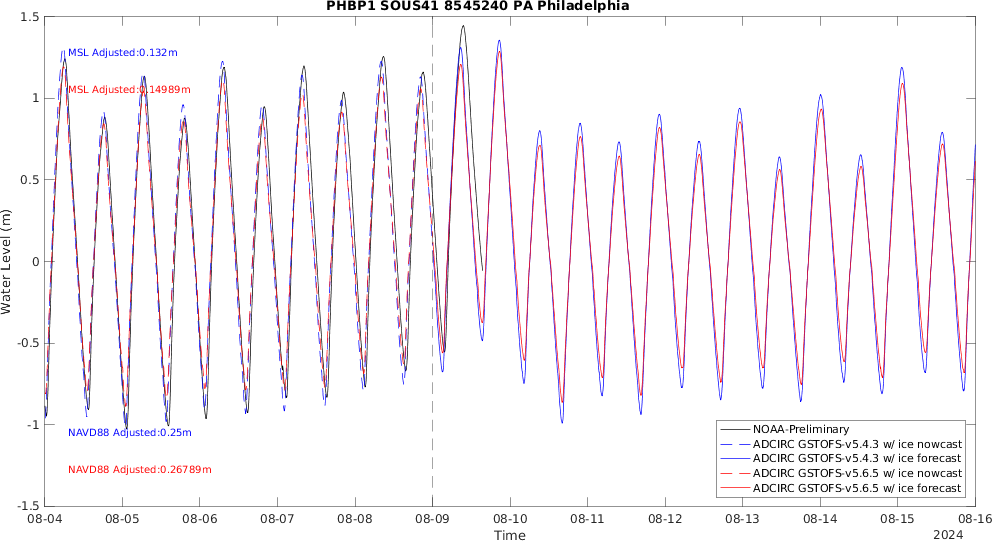 PHBP1 SOUS41 8545240 PA Philadelphia
1.5
MSL Adjusted:0.132m
MSL Adjusted:0.14989m
1
0.5
0
Water Level (m)
-0.5
-1
NAVD88 Adjusted:0.25m
NAVD88 Adjusted:0.26789m
-1.5
NOAA-Preliminary
ADCIRC GSTOFS-v5.4.3 w/ ice nowcast
ADCIRC GSTOFS-v5.4.3 w/ ice forecast
ADCIRC GSTOFS-v5.6.5 w/ ice nowcast
ADCIRC GSTOFS-v5.6.5 w/ ice forecast
08-04 08-05 08-06 08-07 08-08 08-09 08-10 08-11 08-12 08-13 08-14 08-15 08-16
Time
2024